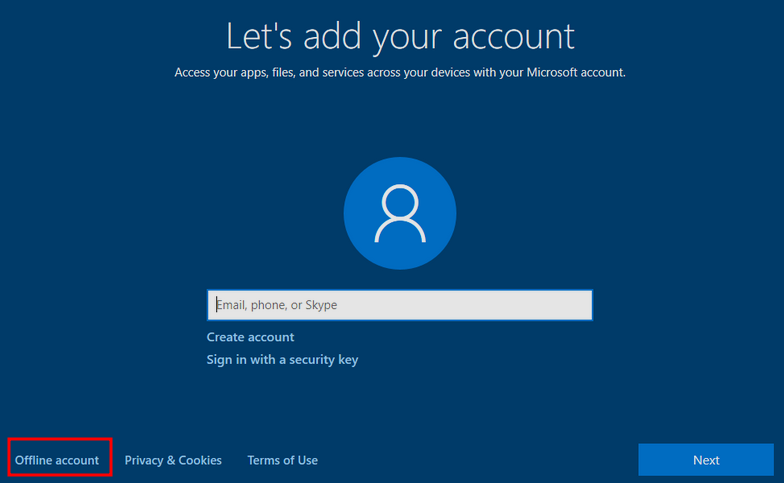 Let's add your account
Access your apps, files, and services across your devices with your Microsoft account.
Email, phone, or Skype
Create account
Sign in with a security key
Offline account
Privacy & Cookies
Terms of Use
Next